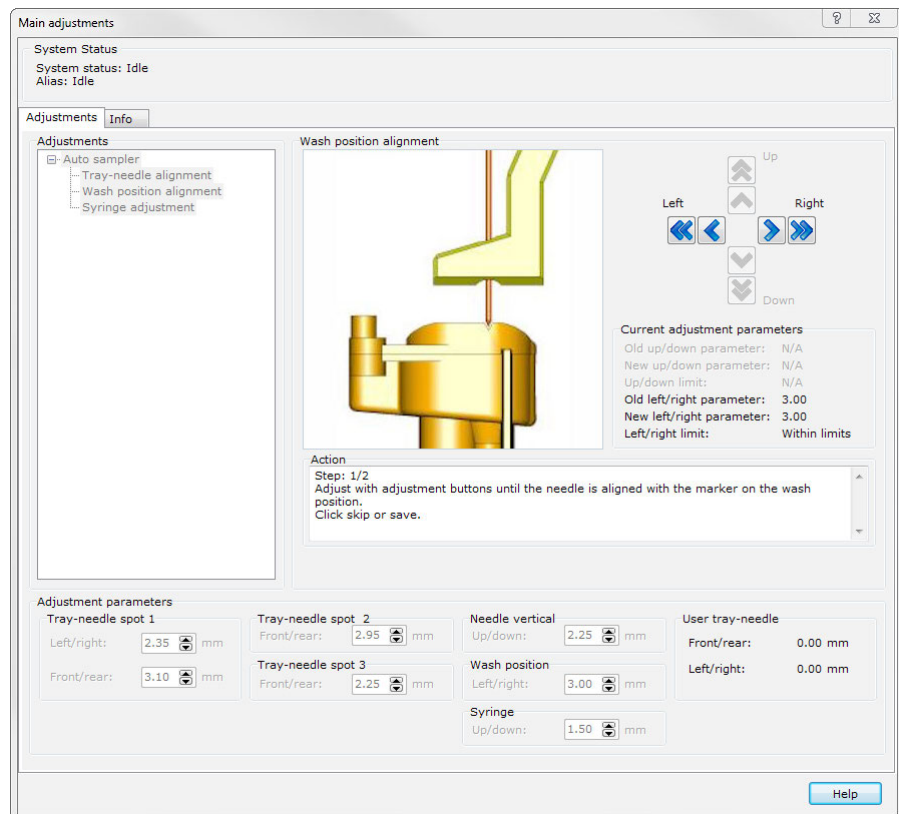 Main adjustments
?
System Status
System status: Idle
Alias: Idle
Adjustments
Info
Adjustments
Auto sampler
Tray-needle alignment
Wash position alignment
Syringe adjustment
Wash position alignment
Up
Left
Right
Down
Current adjustment parameters
Old up/down parameter: N/A
New up/down parameter: N/A
Up/down limit: N/A
Old left/right parameter: 3.00
New left/right parameter: 3.00
Left/right limit: Within limits
Action
Step: 1/2
Adjust with adjustment buttons until the needle is aligned with the marker on the wash
position.
Click skip or save.
Adjustment parameters
Tray-needle spot 1
Left/right: 2.35 mm
Front/rear: 3.10 mm
Tray-needle spot 2
Front/rear: 2.95 mm
Tray-needle spot 3
Front/rear: 2.25 mm
Needle vertical
Up/down: 2.25 mm
Wash position
Left/right: 3.00 mm
Syringe
Up/down: 1.50 mm
User tray-needle
Front/rear: 0.00 mm
Left/right: 0.00 mm
Help